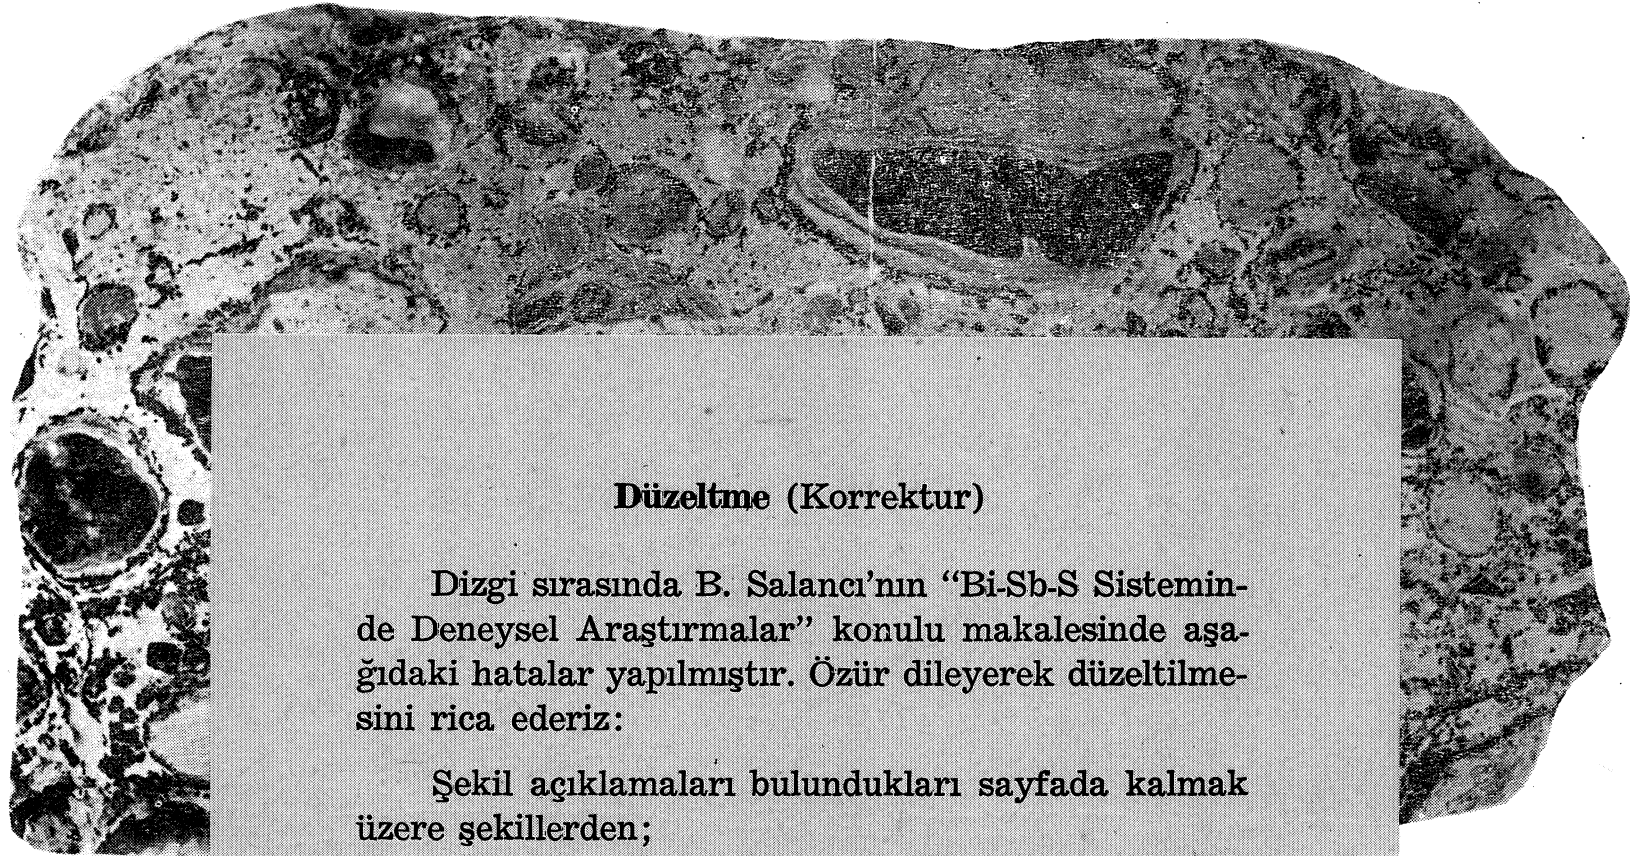 Düzeltme (Korrektur)
Dizgi sırasında B. Salancı'nın “Bi-Sb-S Sistemin-
de Deneysel Araştırmalar” konulu makalesinde aşa-
ğıdaki hatalar yapılmıştır. Özür dileyerek düzeltilme-
sini rica ederiz:
Şekil açıklamaları bulundukları sayfada kalmak
üzere şekillerden;